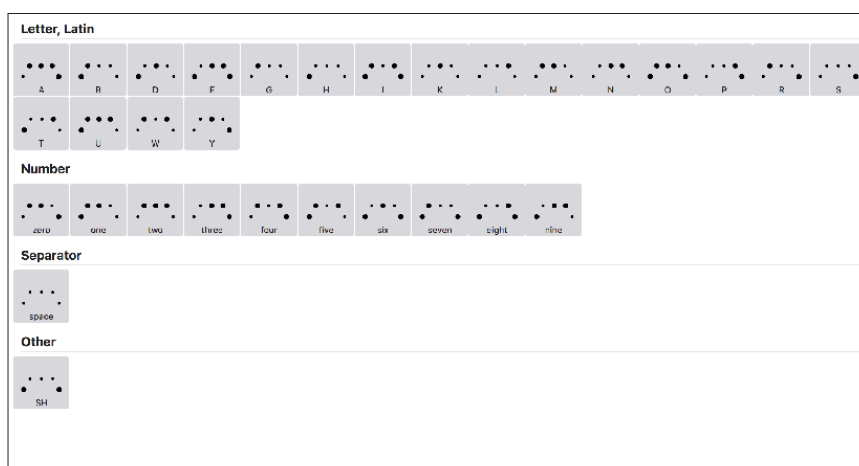 Letter, Latin
A B D E G H I K L M N O P R S
T U W Y
Number
zero one two three four five six seven eight nine
Separator
space
Other
SH